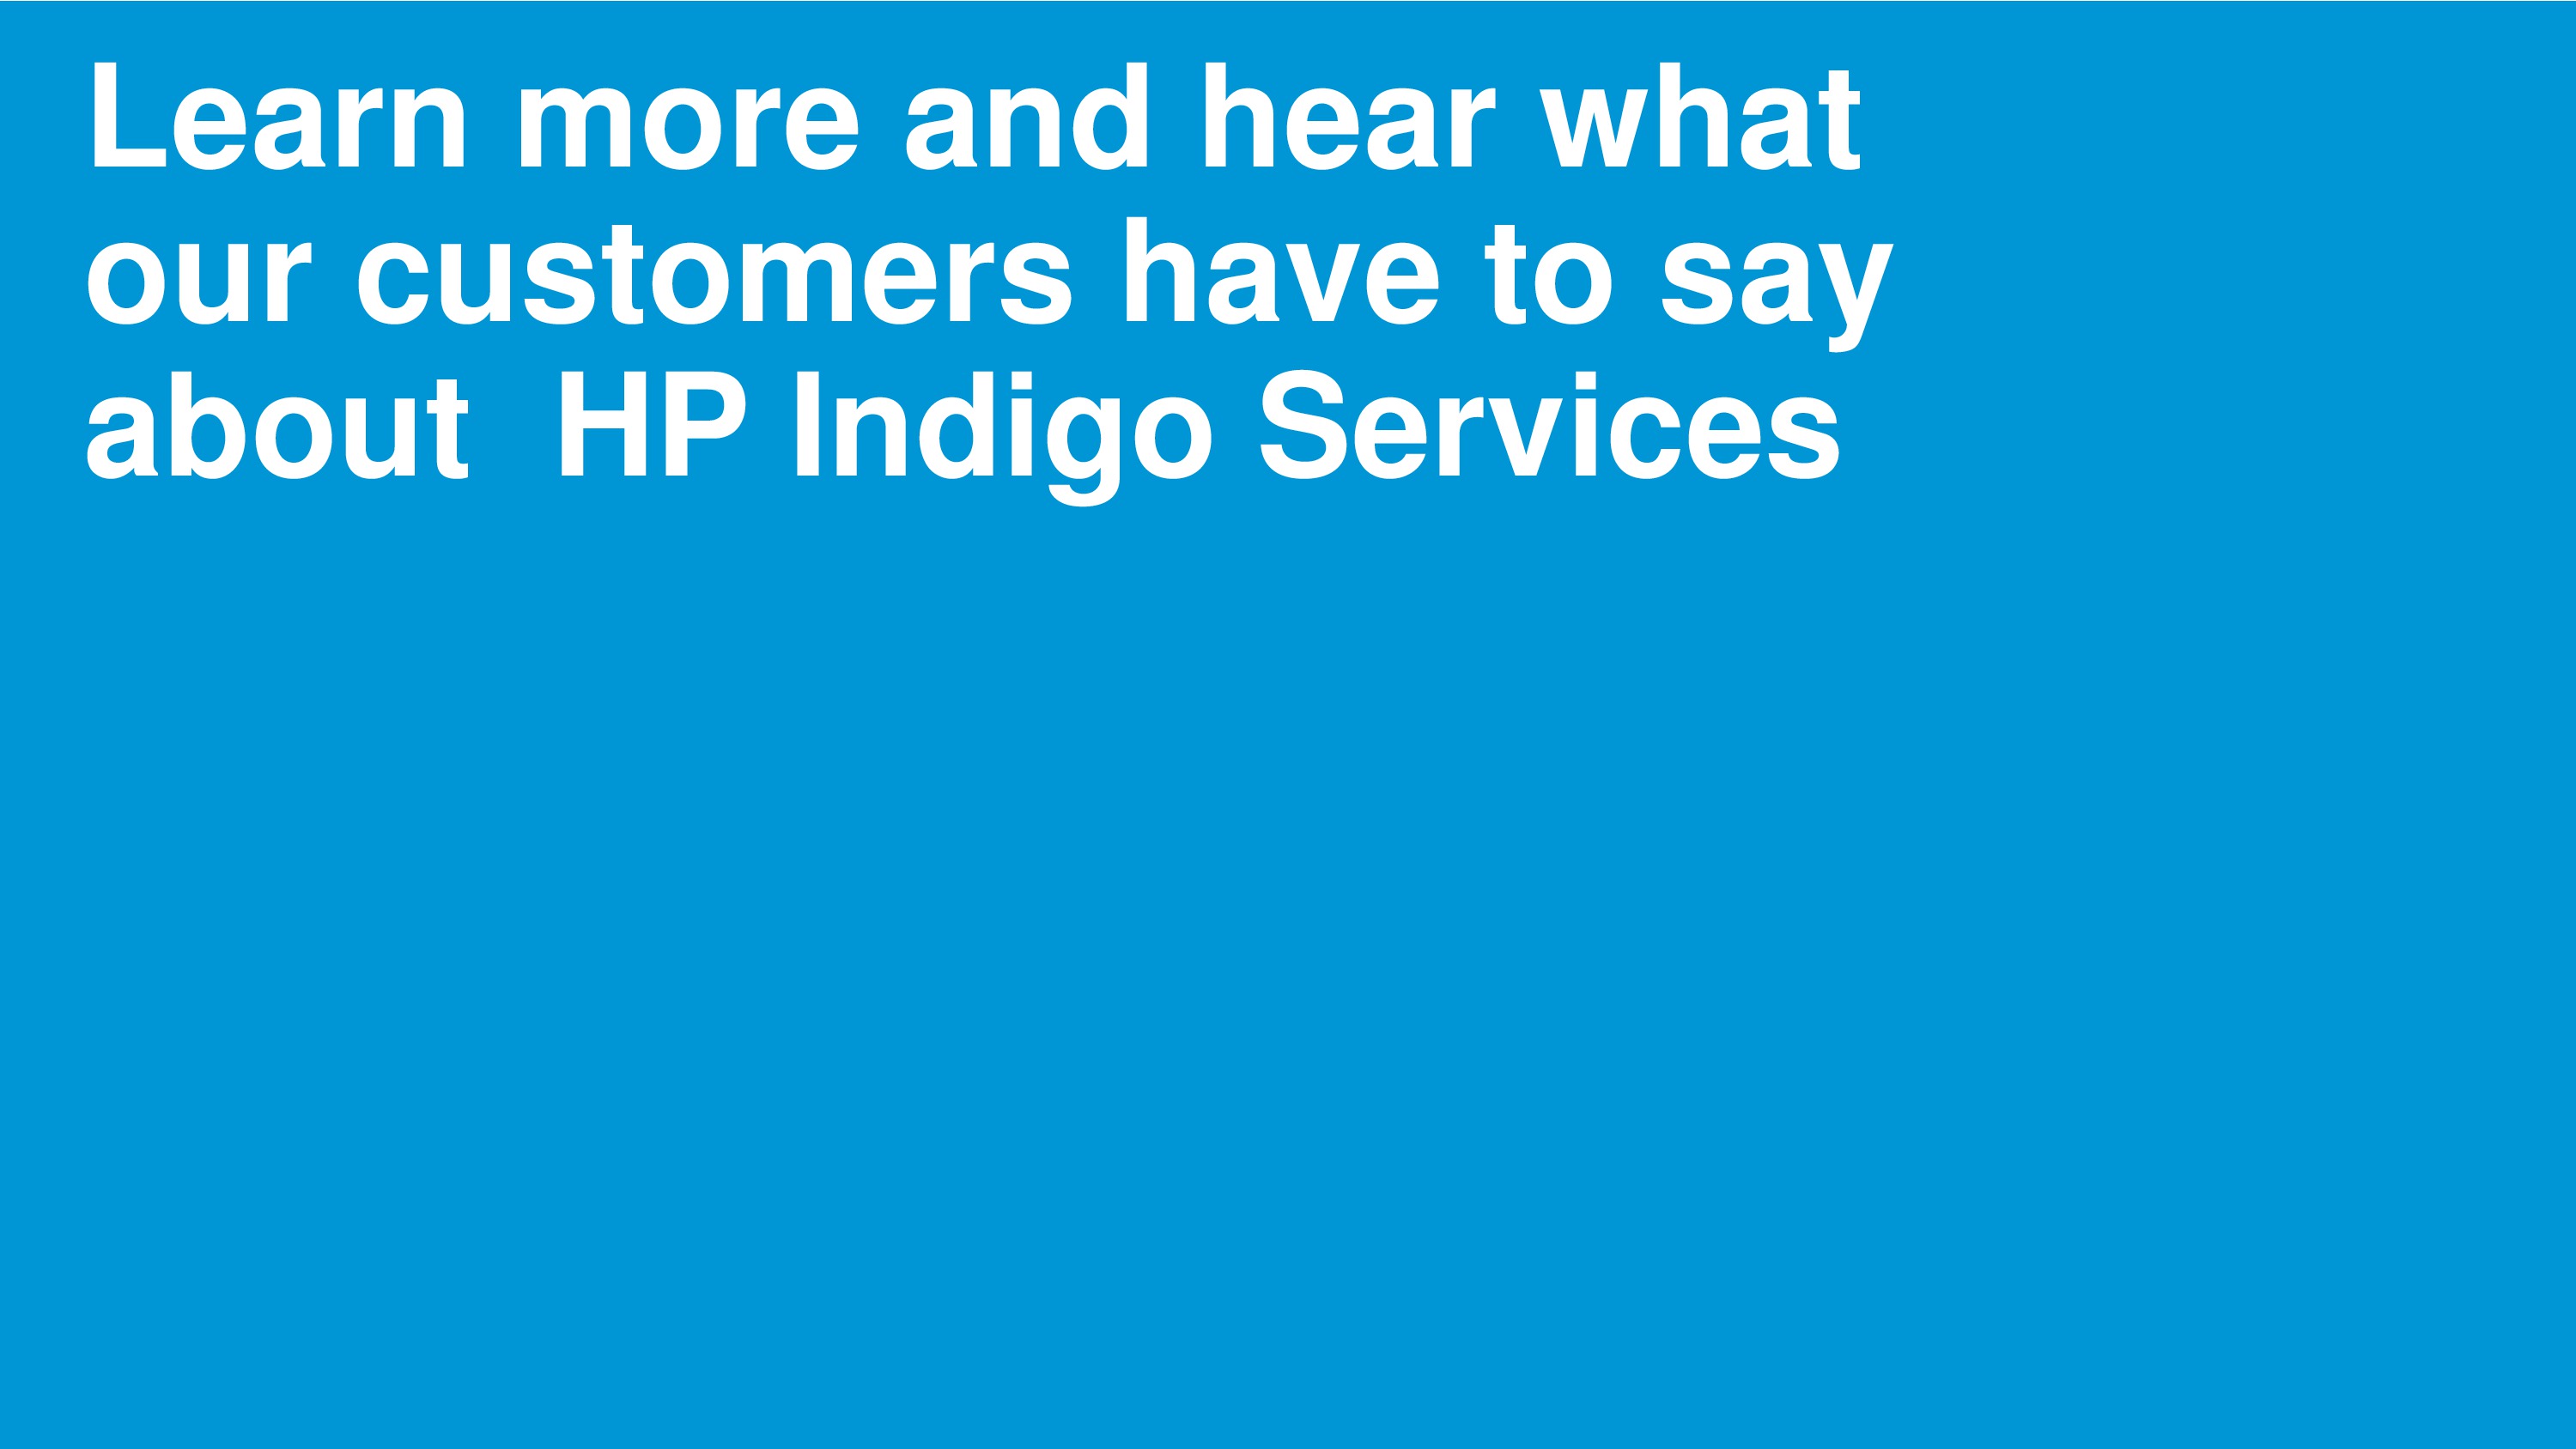 Learn more and hear what
our customers have to say
about  HP Indigo Services